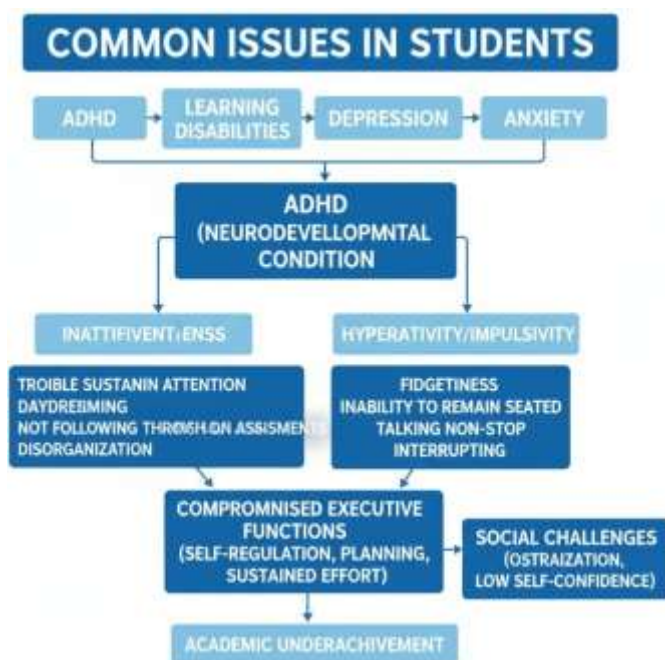 COMMON ISSUES IN STUDENTS
ADHD
LEARNING
DISABILITIES
DEPRESSION
ANXIETY
ADHD
(NEURODEVELLOPMNTAL
CONDITION
INATTIFIVENT:ENSS
HYPERATIVITY/IMPULSIVITY
TROIBLE SUSTANIN ATTENTION
DAYDREIMING
NOT FOLLOWING ASSISMENTS
DISORGANIZATION
FIDGETINESS
INABILITY TO REMAIN SEATED
TALKING NON-STOP
INTERRUPTING
COMPROMNISED EXECUTIVE
FUNCTIONS
(SELF-REGULATION, PLANNING,
SUSTAINED EFFORT)
SOCIAL CHALLENGES
(OSTRAIZATION,
LOW SELF-CONFIDENCE)
ACADEMIC UNDERACHIVEMENT